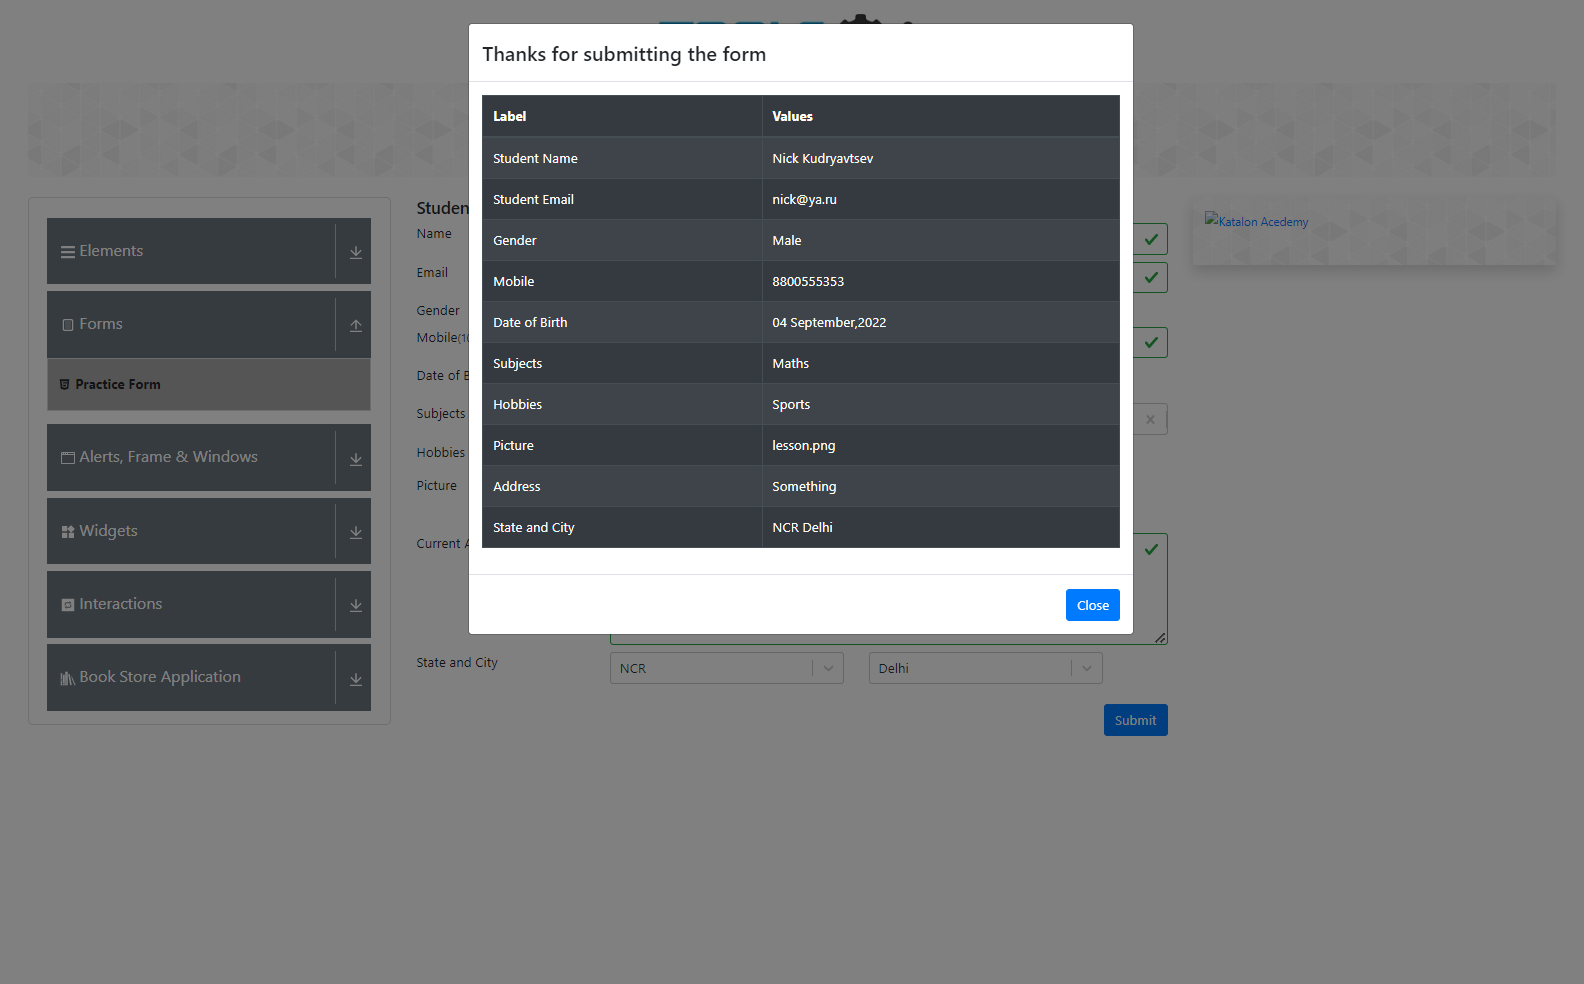 Thanks for submitting the form
Label Values
Student Name Nick Kudryavtsev
Student Email nick@ya.ru
Gender Male
Mobile 8800555353
Date of Birth 04 September,2022
Subjects Maths
Hobbies Sports
Picture lesson.png
Address Something
State and City NCR Delhi
Close
Elements
Forms
Practice Form
Alerts, Frame & Windows
Widgets
Interactions
Book Store Application
Name
Email
Gender
Mobile
Date of
Subjects
Hobbies
Picture
Current
State and City NCR Delhi
Submit
Katalon Acedemy